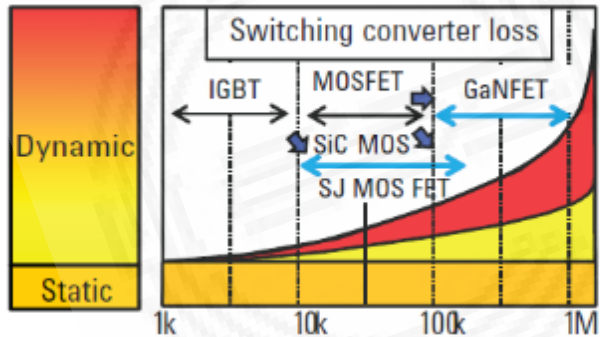 Switching converter loss
IGBT
MOSFET
GaNFET
SiC MOS
SJ MOS FET
Dynamic
Static
1k
10k
100k
1M